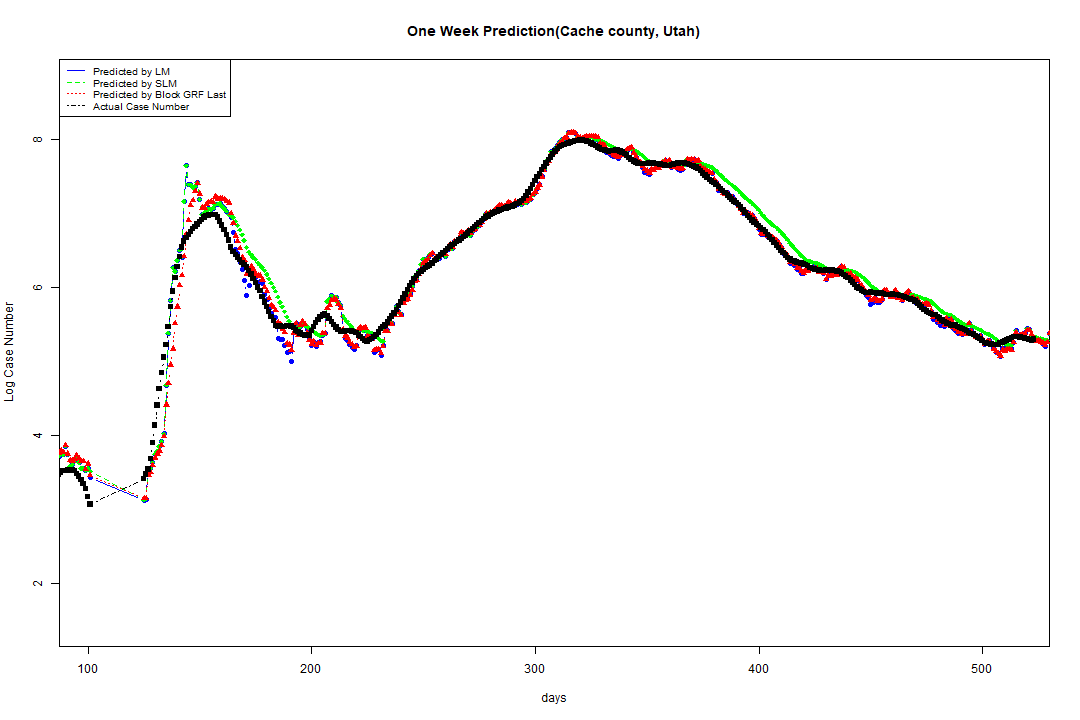 One Week Prediction(Cache county, Utah)
Predicted by LM
Predicted by SLM
Predicted by Block GRF Last
Actual Case Number
8
6
4
2
Log Case Number
100 200 300 400 500
days